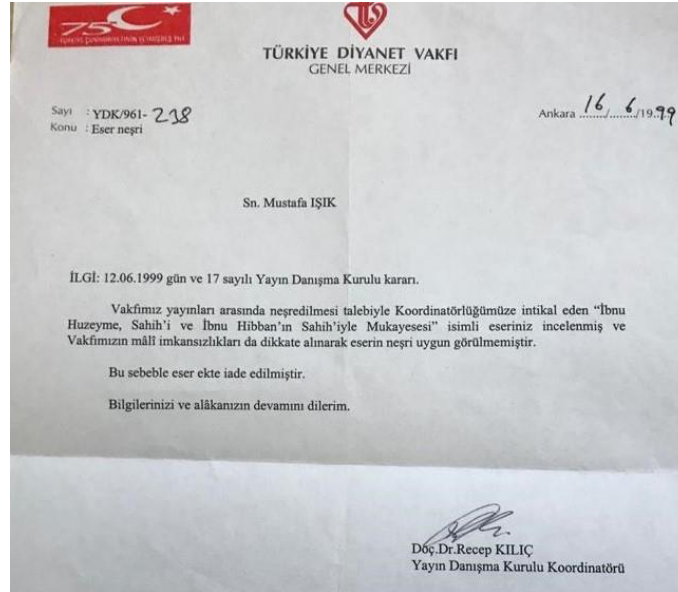 75
TÜRKİYE DİYANET VAKFI
GENEL MERKEZİ
Sayı : YDK/961- 238
Konu : Eser neşri
Ankara 16/6/1999
Sn. Mustafa IŞIK
İLGİ: 12.06.1999 gün ve 17 sayılı Yayın Danışma Kurulu kararı.
Vakfımız yayınları arasında neşredilmesi talebiyle Koordinatörlüğümüze intikal eden “İbnu
Huzeyme, Sahih’i ve İbnu Hibban’ın Sahih’iyle Mukayesesi” isimli eseriniz incelenmiş ve
Vakfımızın mâlî imkansızlıkları da dikkate alınarak eserin neşri uygun görülmemiştir.
Bu sebeble eser ekte iade edilmiştir.
Bilgilerinizi ve alâkanızın devamını dilerim.
Doç.Dr.Recep KILIÇ
Yayın Danışma Kurulu Koordinatörü